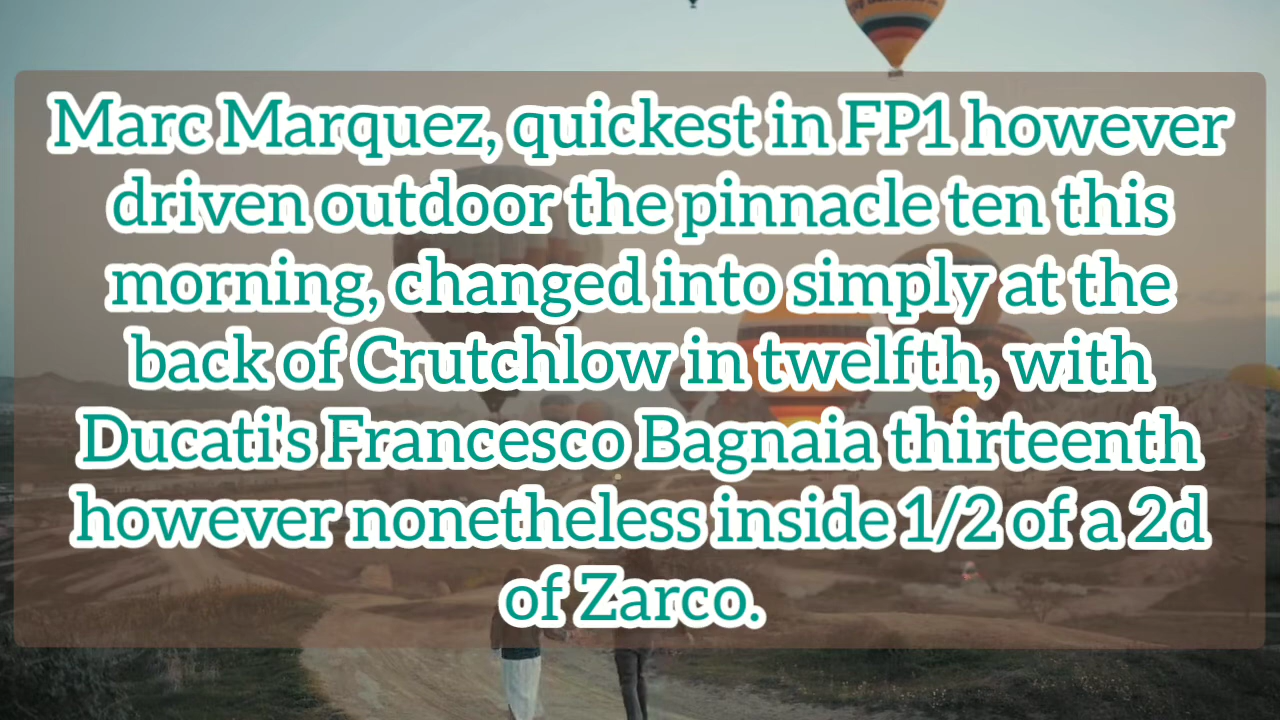 Marc Marquez, quickest in FP1 however
driven outdoor the pinnacle ten this
morning, changed into simply at the
back of Crutchlow in twelfth, with
Ducati's Francesco Bagnaia thirteenth
however nonetheless inside 1/2 of a 2d
of Zarco.